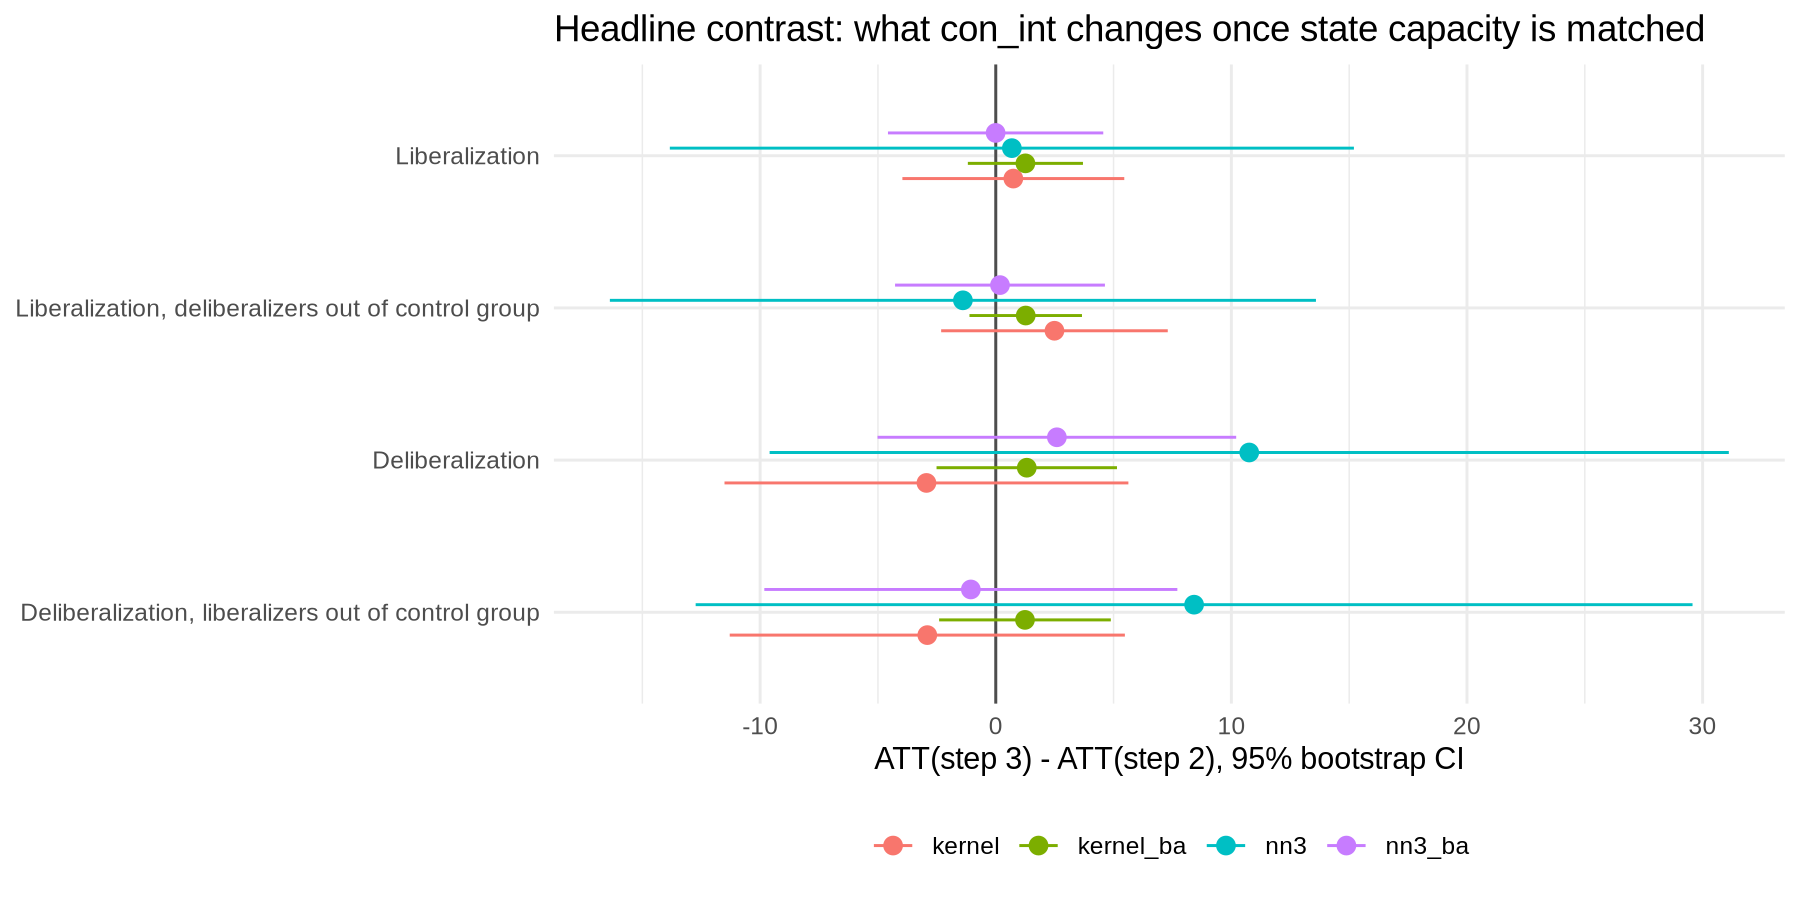 Headline contrast: what con_int changes once state capacity is matched
Liberalization
Liberalization, deliberalizers out of control group
Deliberalization
Deliberalization, liberalizers out of control group
-10 0 10 20 30
ATT(step 3) - ATT(step 2), 95% bootstrap CI
kernel kernel_ba nn3 nn3_ba